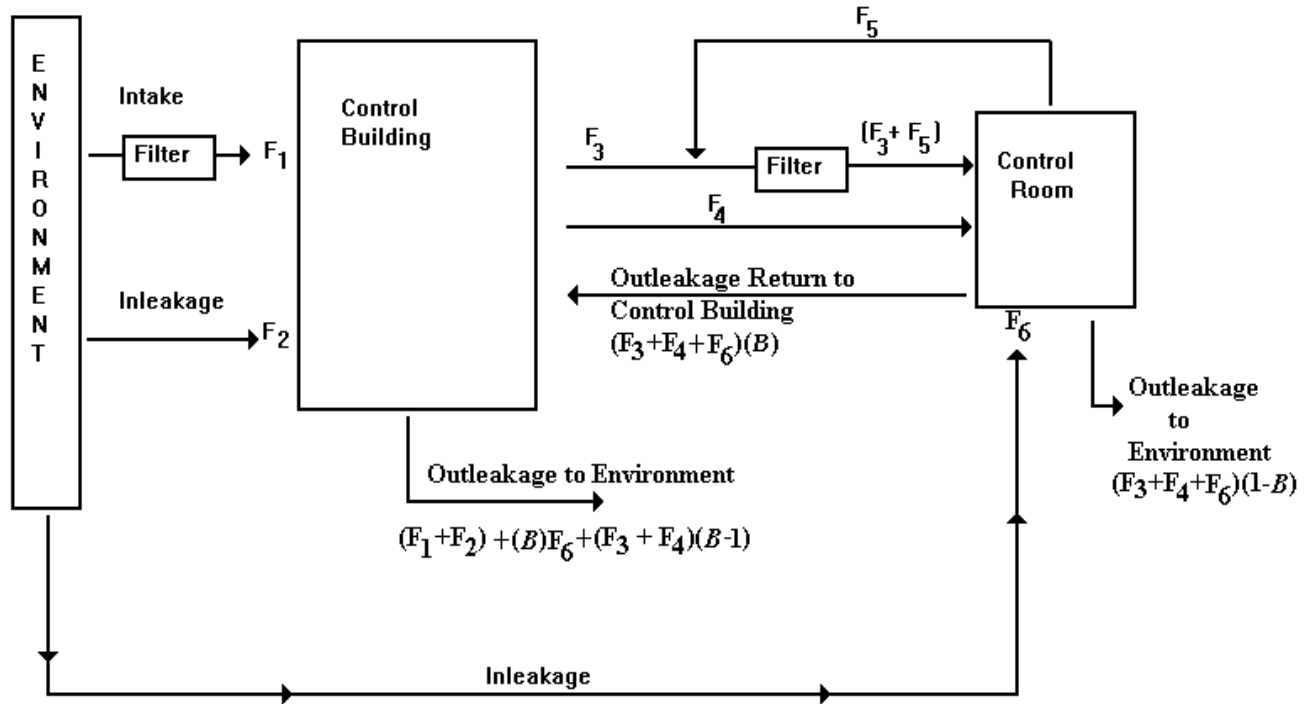 E
N
V
I
R
O
N
M
E
N
T
Intake
Filter
F1
Inleakage
F2
Control
Building
F5
F3
Filter
(F3+ F5)
F4
Control
Room
Outleakage Return to
Control Building
(F3+F4+F6)(B)
F6
Outleakage
to
Environment
(F3+F4+F6)(1-B)
Outleakage to Environment
(F1+F2) +(B)F6+(F3 + F4)(B-1)
Inleakage